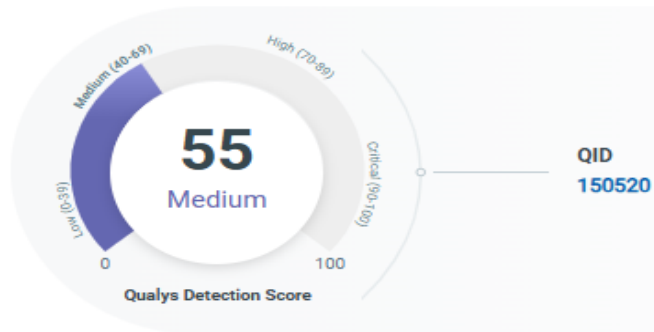 Medium (40-69)
High (70-89)
Low (0-39)
Critical (90-100)
55
Medium
0
100
Qualys Detection Score
QID
150520